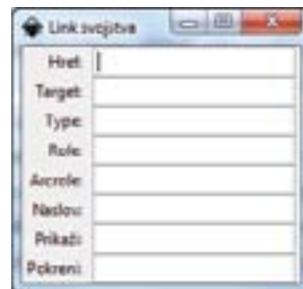 Link svojstva
Href:
Target:
Type:
Role:
Arcrole:
Naslov:
Prikaži:
Pokreni: